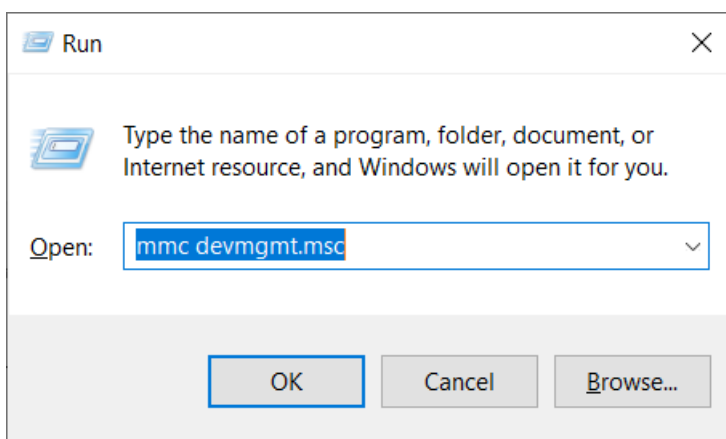 Run
Type the name of a program, folder, document, or
Internet resource, and Windows will open it for you.
Open: mmc devmgmt.msc
OK Cancel Browse...